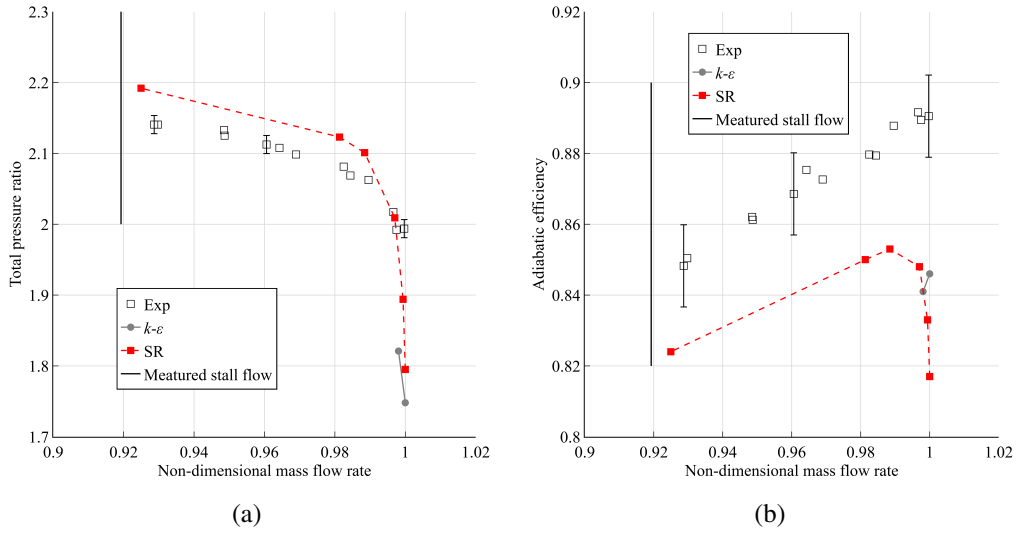 2.3
2.2
2.1
2
1.9
1.8
1.7
0.9
0.92
0.94
0.96
0.98
1
1.02
Total pressure ratio
Non-dimensional mass flow rate
Exp
k-ε
SR
Meatured stall flow
(a)
0.92
0.9
0.88
0.86
0.84
0.82
0.8
0.9
0.92
0.94
0.96
0.98
1
1.02
Adiabatic efficiency
Non-dimensional mass flow rate
Exp
k-ε
SR
Meatured stall flow
(b)